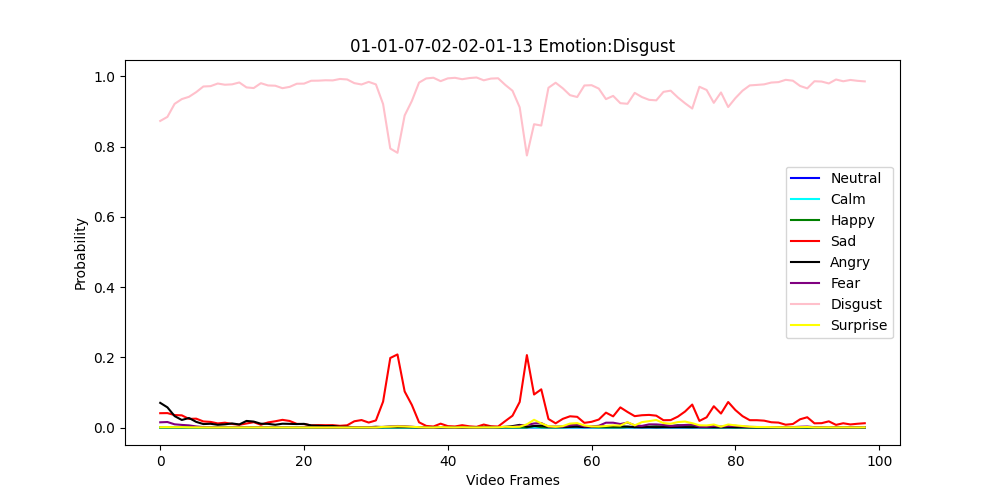 01-01-07-02-02-01-13 Emotion:Disgust
Probability
1.0
0.8
0.6
0.4
0.2
0.0
Neutral
Calm
Happy
Sad
Angry
Fear
Disgust
Surprise
0 20 40 60 80 100
Video Frames